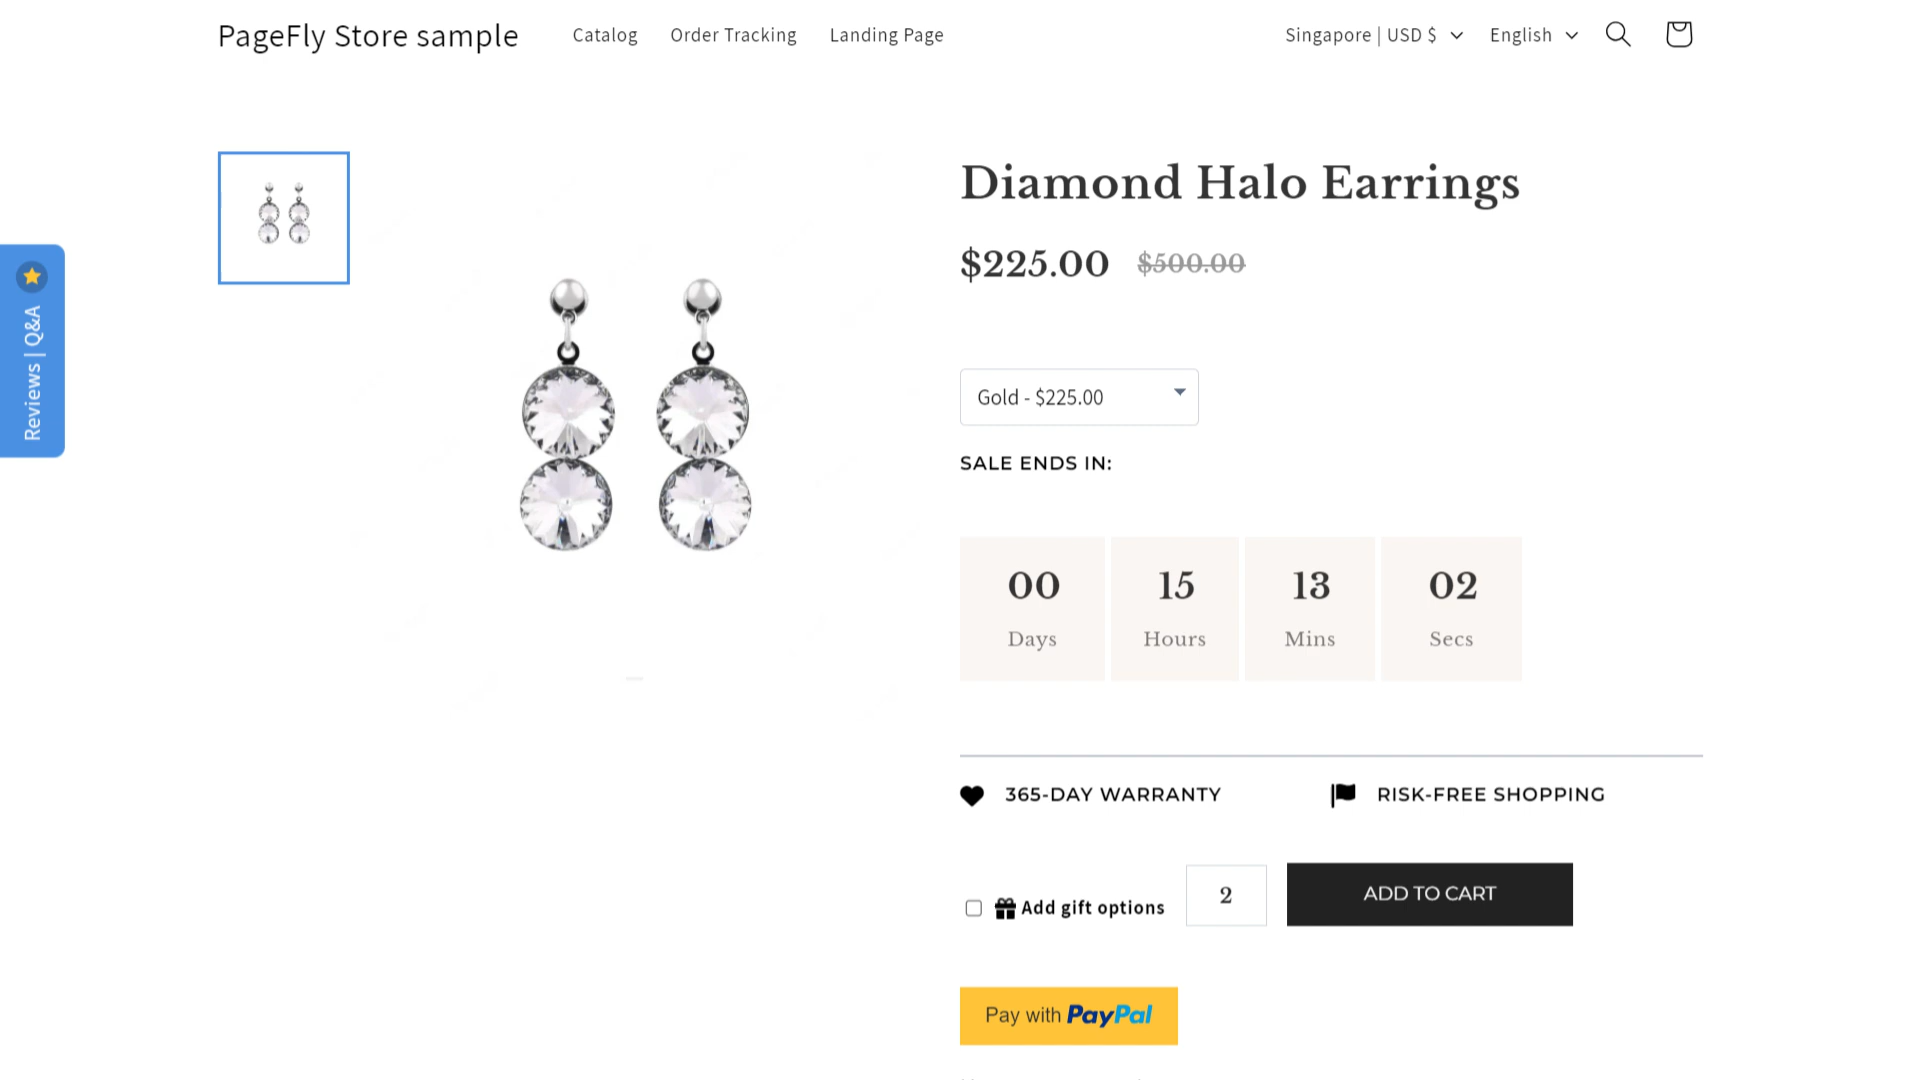 PageFly Store sample
Catalog
Order Tracking
Landing Page
Singapore | USD $
English
Reviews | Q&A
Diamond Halo Earrings
$225.00 $500.00
Gold - $225.00
SALE ENDS IN:
00 15 13 02
Days Hours Mins Secs
365-DAY WARRANTY
RISK-FREE SHOPPING
Add gift options
2
ADD TO CART
Pay with PayPal